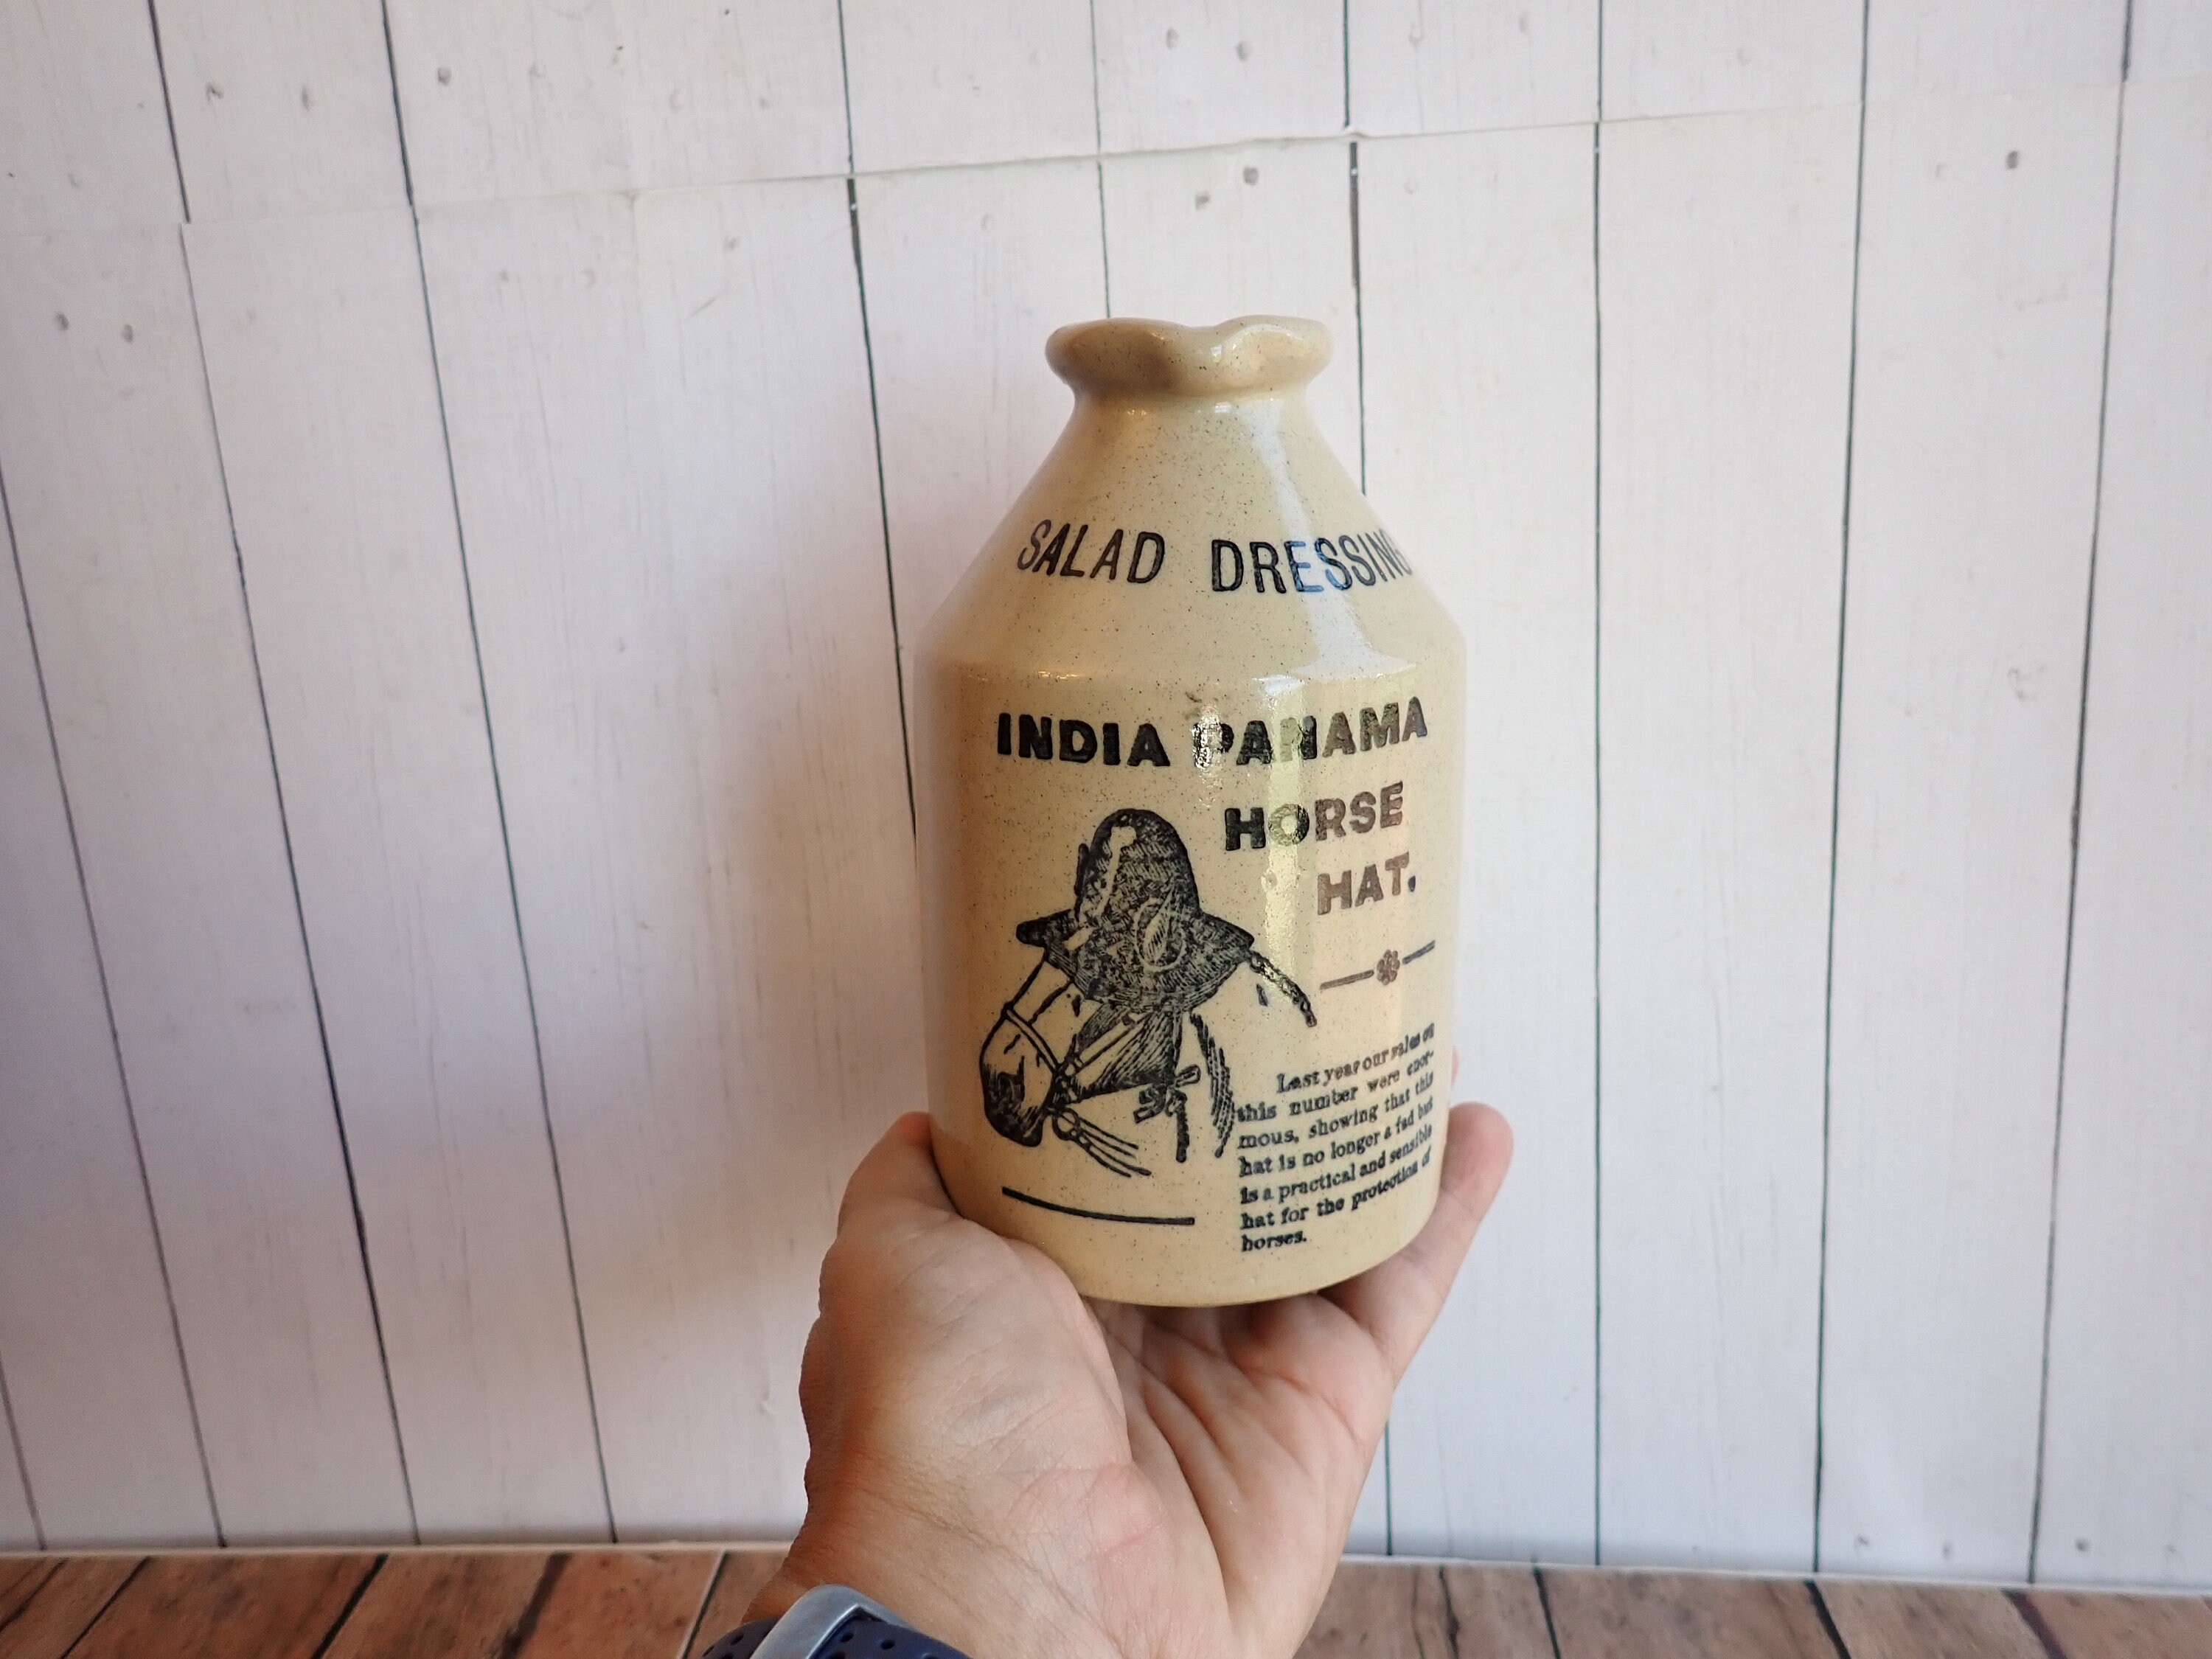 SALAD DRESSING
INDIA PANAMA
HORSE
HAT.
Last year our sales on
this number were enor-
mous, showing that this
hat is no longer a fad but
is a practical and sensible
hat for the protection of
horses.